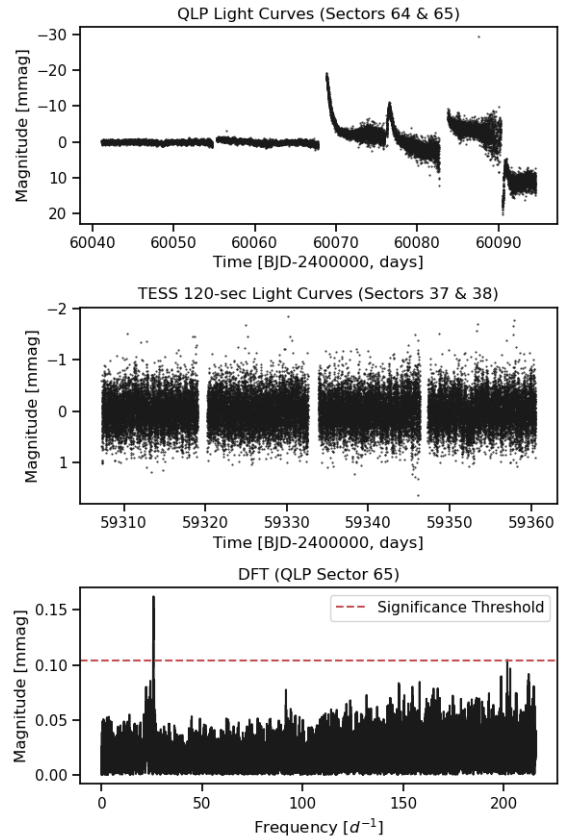 QLP Light Curves (Sectors 64 & 65)
Magnitude [mmag]
−30
−20
−10
0
10
20
60040 60050 60060 60070 60080 60090
Time [BJD-2400000, days]
TESS 120-sec Light Curves (Sectors 37 & 38)
Magnitude [mmag]
−2
−1
0
1
59310 59320 59330 59340 59350 59360
Time [BJD-2400000, days]
DFT (QLP Sector 65)
Magnitude [mmag]
0.15
0.10
0.05
0.00
Significance Threshold
0 50 100 150 200
Frequency [d⁻¹]